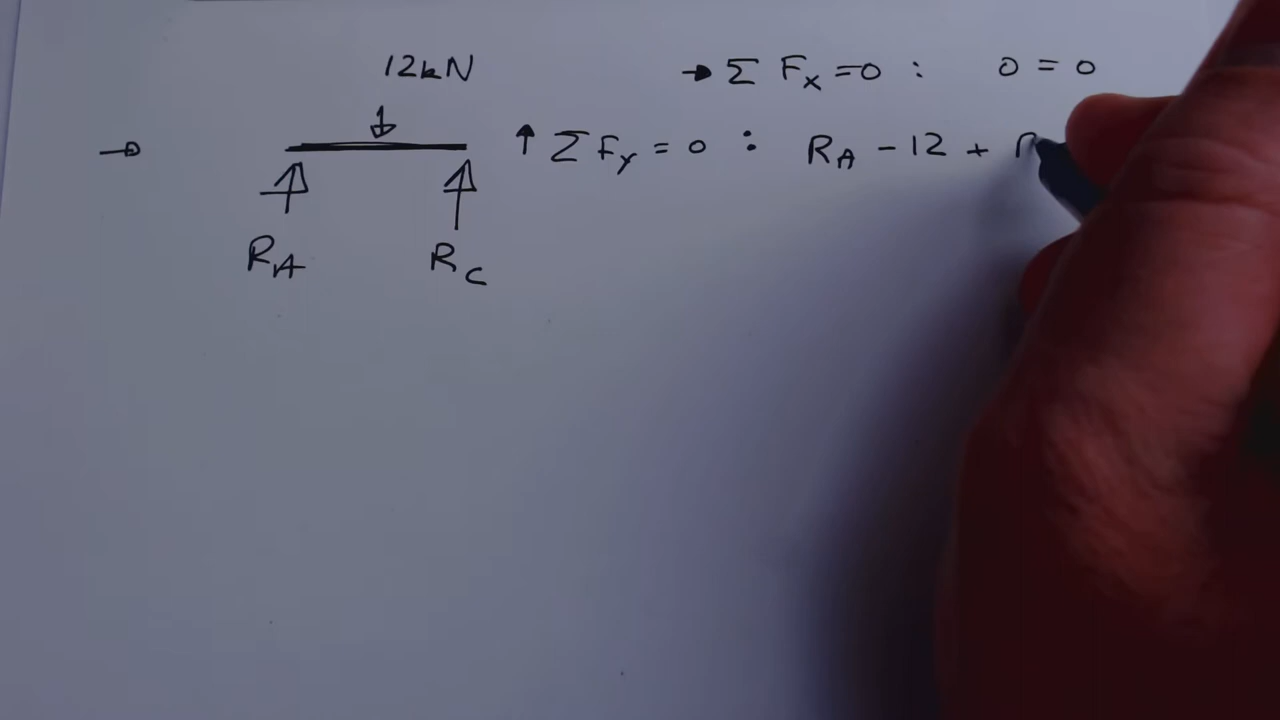 12kN
→ Σ Fx = 0 : 0 = 0
↑ Σ Fy = 0 : RA - 12 +
RA
RC